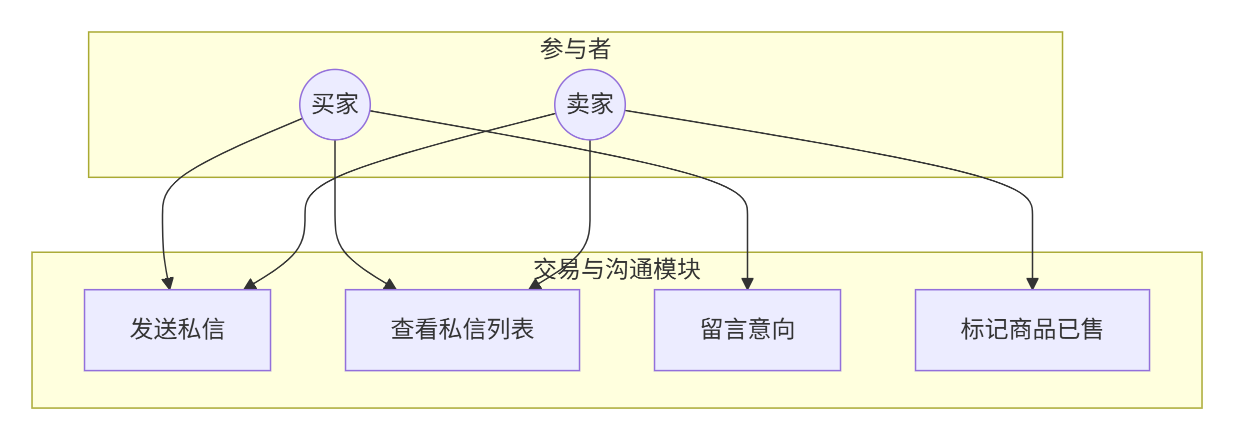 参与者
买家
卖家
交易与沟通模块
发送私信
查看私信列表
留言意向
标记商品已售